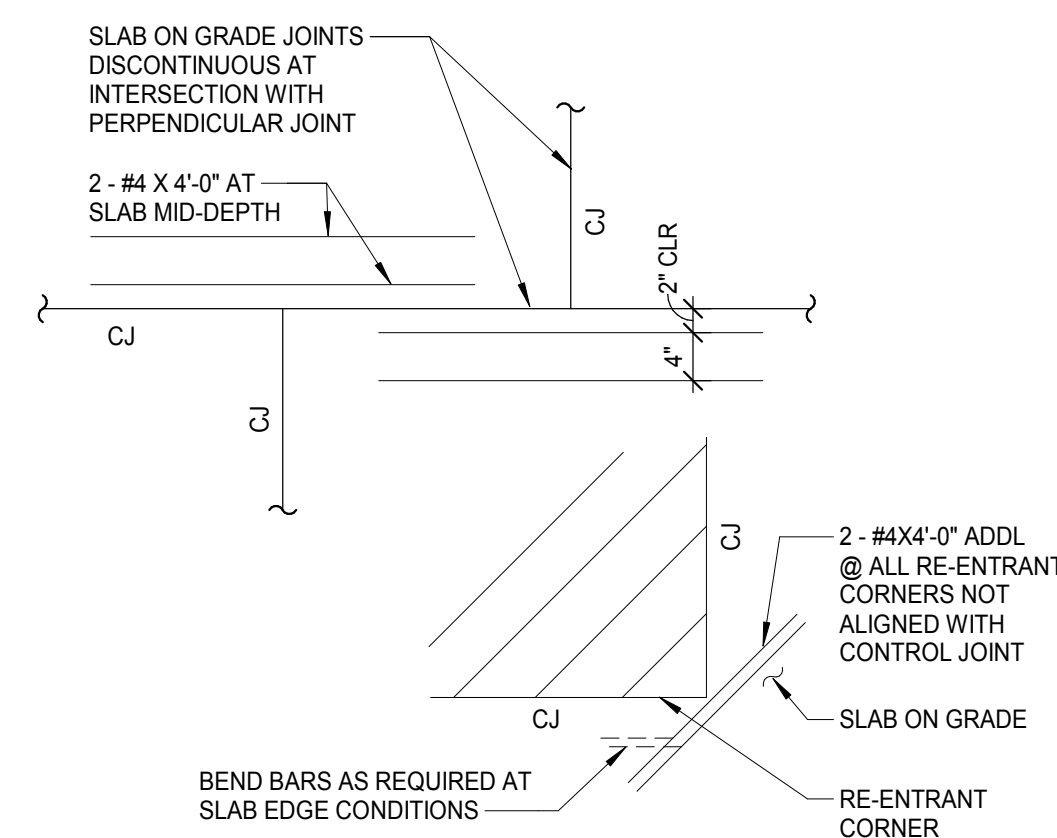 SLAB ON GRADE JOINTS
DISCONTINUOUS AT
INTERSECTION WITH
PERPENDICULAR JOINT
2 - #4 X 4'-0" AT
SLAB MID-DEPTH
CJ
2" CLR
CJ
4"
CJ
CJ
2 - #4X4'-0" ADDL
@ ALL RE-ENTRANT
CORNERS NOT
ALIGNED WITH
CONTROL JOINT
CJ
SLAB ON GRADE
BEND BARS AS REQUIRED AT
SLAB EDGE CONDITIONS
RE-ENTRANT
CORNER